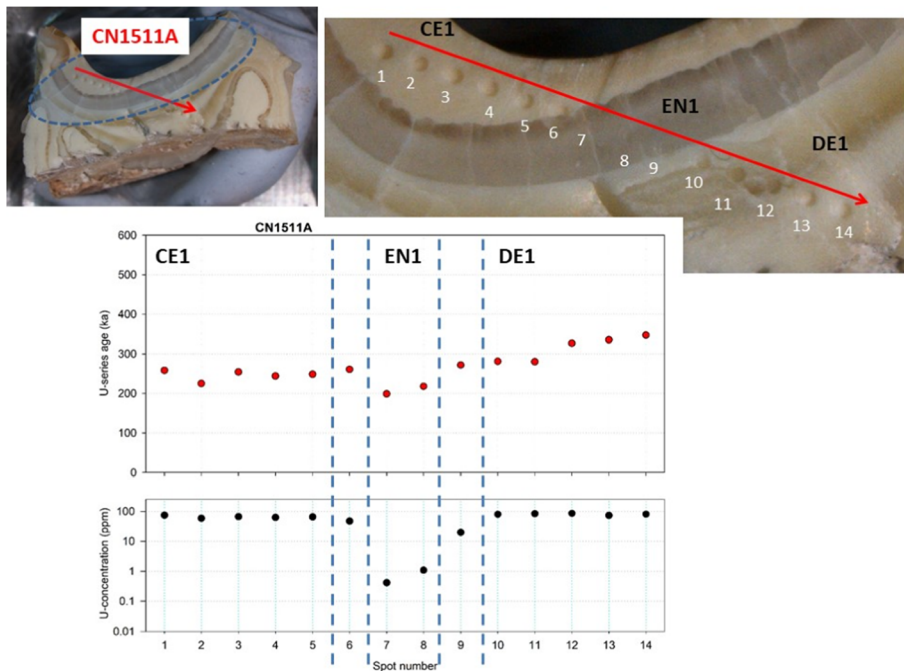 CN1511A
CE1
EN1
DE1
1
2
3
4
5
6
7
8
9
10
11
12
13
14
CN1511A
CE1 EN1 DE1
U-series age (ka)
600
500
400
300
200
100
0
U-concentration (ppm)
100
10
1
0.1
0.01
1 2 3 4 5 6 7 8 9 10 11 12 13 14
Spot number